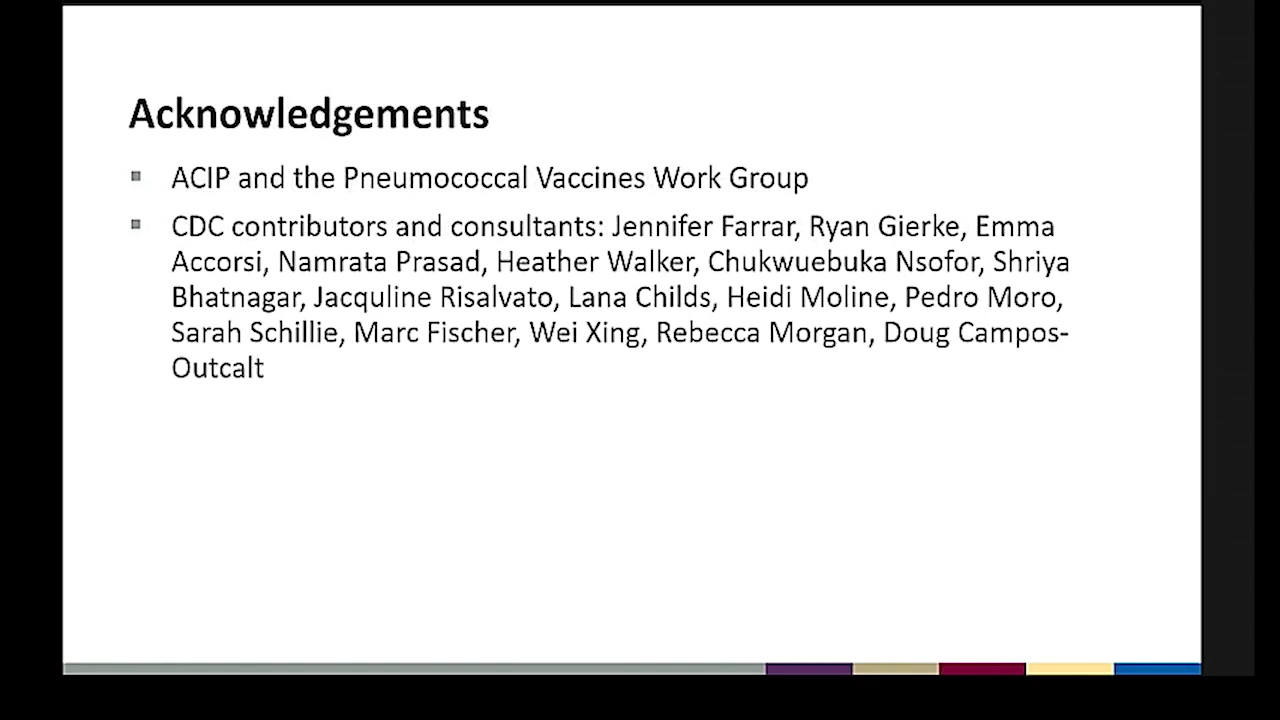 Acknowledgements
ACIP and the Pneumococcal Vaccines Work Group
CDC contributors and consultants: Jennifer Farrar, Ryan Gierke, Emma
Accorsi, Namrata Prasad, Heather Walker, Chukwuebuka Nsofor, Shriya
Bhatnagar, Jacquline Risalvato, Lana Childs, Heidi Moline, Pedro Moro,
Sarah Schillie, Marc Fischer, Wei Xing, Rebecca Morgan, Doug Campos-
Outcalt